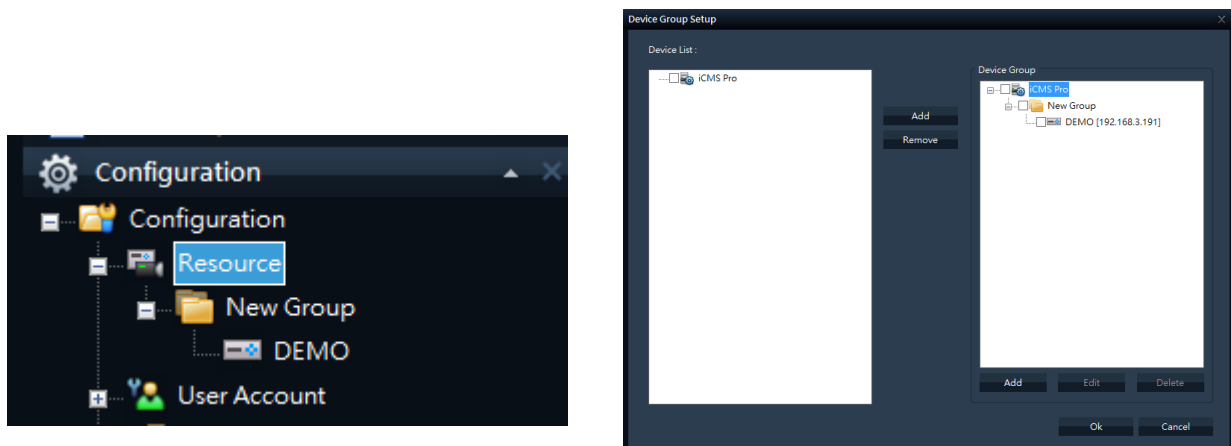 Configuration
Configuration
Resource
New Group
DEMO
User Account
Device Group Setup
X
Device List :
iCMS Pro
Add
Remove
Device Group
iCMS Pro
New Group
DEMO [192.168.3.191]
Add Edit Delete
Ok Cancel